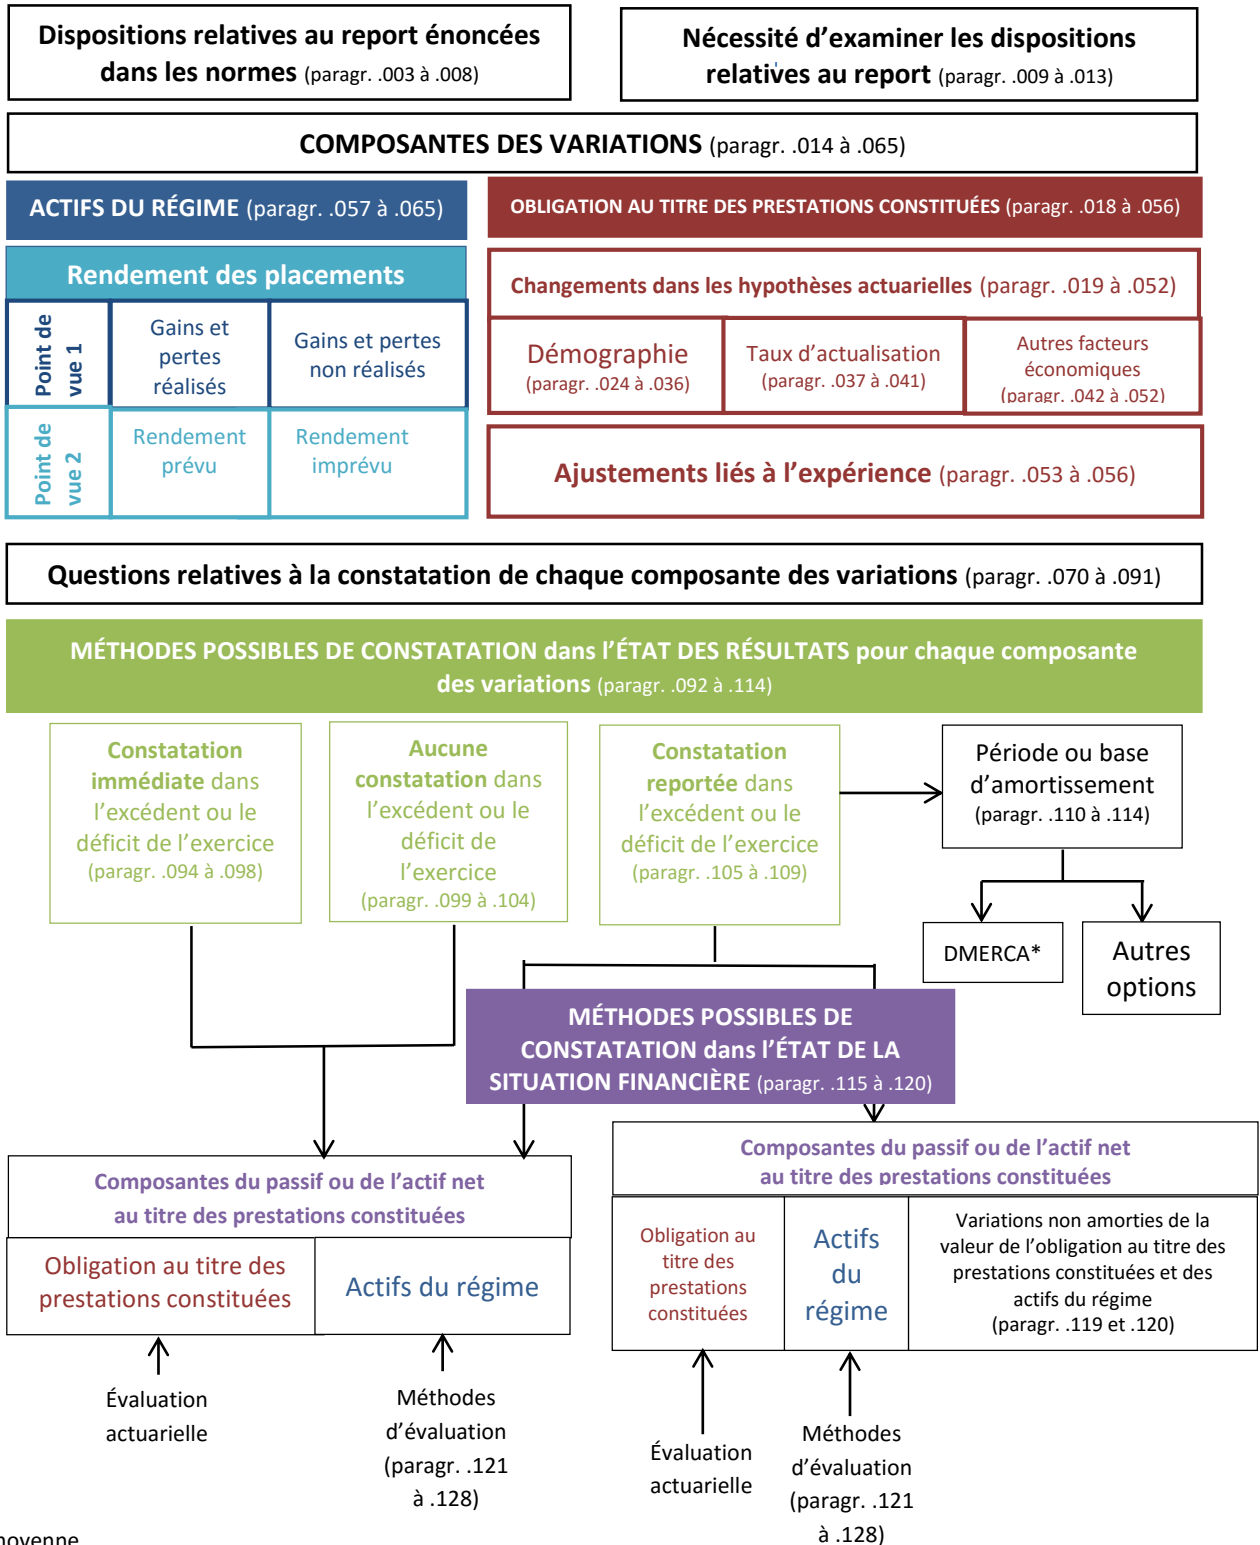 Dispositions relatives au report énoncées
dans les normes (paragr. .003 à .008)
Nécessité d’examiner les dispositions
relatives au report (paragr. .009 à .013)
COMPOSANTES DES VARIATIONS (paragr. .014 à .065)
ACTIFS DU RÉGIME (paragr. .057 à .065)
Rendement des placements
Point de
vue 1
Gains et
pertes
réalisés
Gains et pertes
non réalisés
Point de
vue 2
Rendement
prévu
Rendement
imprévu
OBLIGATION AU TITRE DES PRESTATIONS CONSTITUÉES (paragr. .018 à .056)
Changements dans les hypothèses actuarielles (paragr. .019 à .052)
Démographie
(paragr. .024 à .036)
Taux d’actualisation
(paragr. .037 à .041)
Autres facteurs
économiques
(paragr. .042 à .052)
Ajustements liés à l’expérience (paragr. .053 à .056)
Questions relatives à la constatation de chaque composante des variations (paragr. .070 à .091)
MÉTHODES POSSIBLES DE CONSTATATION dans l’ÉTAT DES RÉSULTATS pour chaque composante
des variations (paragr. .092 à .114)
Constatation
immédiate dans
l’excédent ou le
déficit de l’exercice
(paragr. .094 à .098)
Aucune
constatation dans
l’excédent ou le
déficit de
l’exercice
(paragr. .099 à .104)
Constatation
reportée dans
l’excédent ou le
déficit de l’exercice
(paragr. .105 à .109)
Période ou base
d’amortissement
(paragr. .110 à .114)
DMERCA*
Autres
options
MÉTHODES POSSIBLES DE
CONSTATATION dans l’ÉTAT DE LA
SITUATION FINANCIÈRE (paragr. .115 à .120)
Composantes du passif ou de l’actif net
au titre des prestations constituées
Obligation au titre des
prestations constituées
Actifs du régime
Évaluation
actuarielle
Méthodes
d’évaluation
(paragr. .121
à .128)
Composantes du passif ou de l’actif net
au titre des prestations constituées
Obligation au
titre des
prestations
constituées
Actifs
du
régime
Variations non amorties de la
valeur de l’obligation au titre des
prestations constituées et des
actifs du régime
(paragr. .119 et .120)
Évaluation
actuarielle
Méthodes
d’évaluation
(paragr. .121
à .128)
moyenne